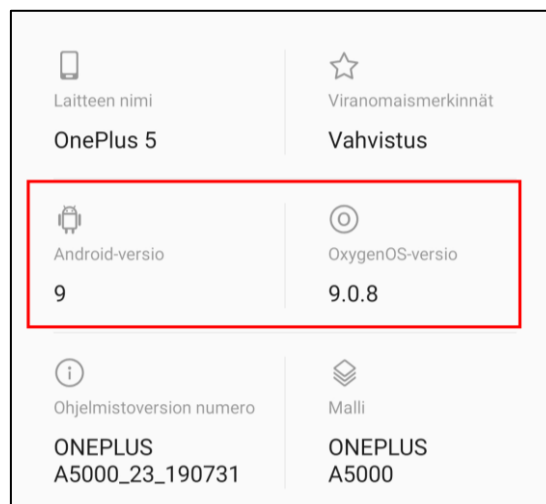 Laitteen nimi
OnePlus 5
Viranomaismerkinnät
Vahvistus
Android-versio
9
OxygenOS-versio
9.0.8
Ohjelmistoversion numero
ONEPLUS
A5000_23_190731
Malli
ONEPLUS
A5000